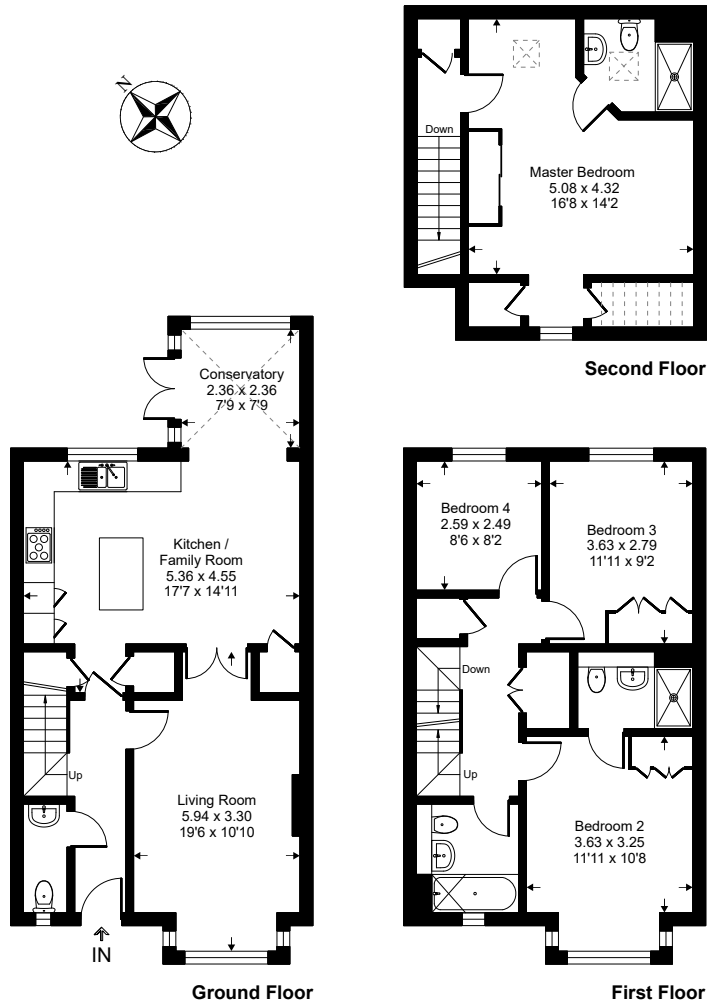 N
Down
Master Bedroom
5.08 x 4.32
16'8 x 14'2
Second Floor
Conservatory
2.36 x 2.36
7'9 x 7'9
Kitchen /
Family Room
5.36 x 4.55
17'7 x 14'11
Up
Living Room
5.94 x 3.30
19'6 x 10'10
IN
Ground Floor
Bedroom 4
2.59 x 2.49
8'6 x 8'2
Bedroom 3
3.63 x 2.79
11'11 x 9'2
Down
Up
Bedroom 2
3.63 x 3.25
11'11 x 10'8
First Floor